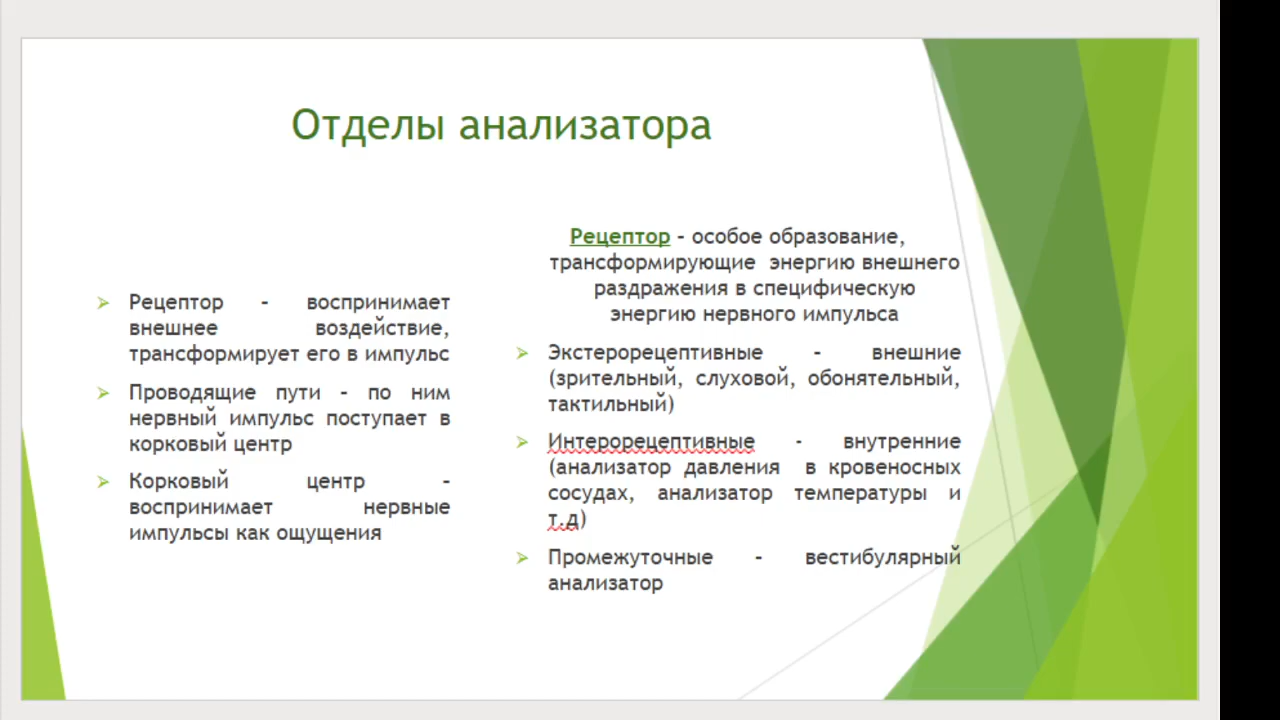 Отделы анализатора
Рецептор - воспринимает
внешнее воздействие,
трансформирует его в импульс
Проводящие пути - по ним
нервный импульс поступает в
корковый центр
Корковый центр -
воспринимает нервные
импульсы как ощущения
Рецептор - особое образование,
трансформирующие энергию внешнего
раздражения в специфическую
энергию нервного импульса
Экстерорецептивные - внешние
(зрительный, слуховой, обонятельный,
тактильный)
Интерорецептивные - внутренние
(анализатор давления в кровеносных
сосудах, анализатор температуры и
т.д)
Промежуточные - вестибулярный
анализатор